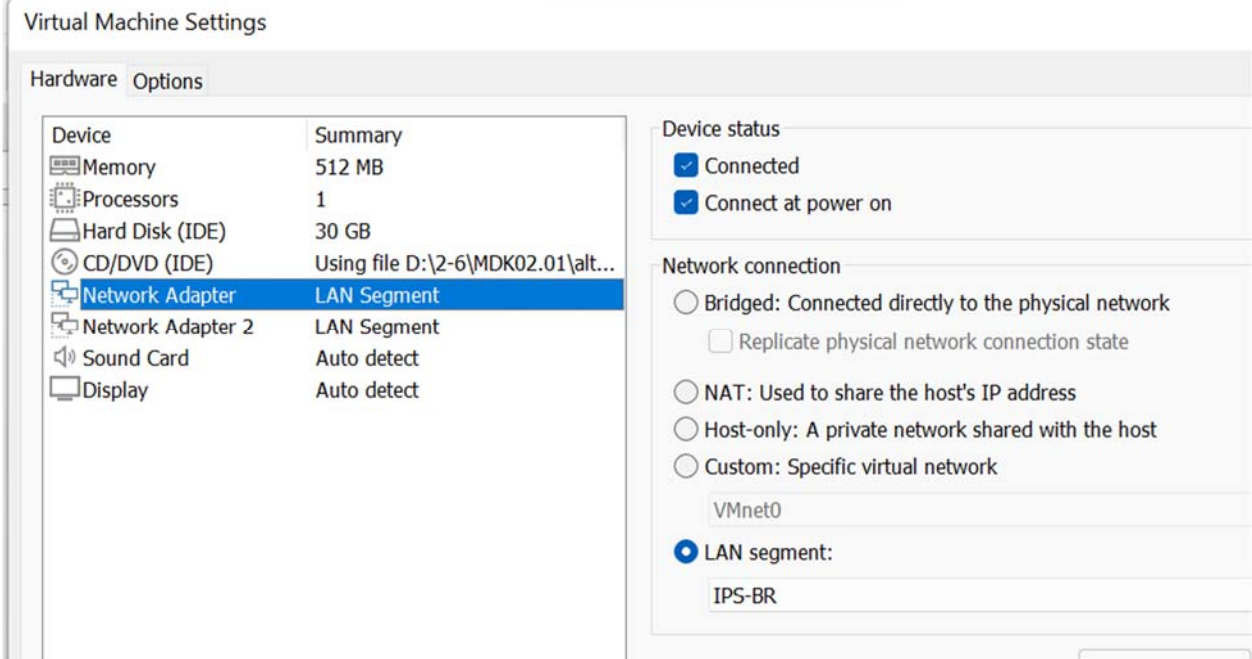 Virtual Machine Settings
Hardware Options
Device Summary
Memory 512 MB
Processors 1
Hard Disk (IDE) 30 GB
CD/DVD (IDE) Using file D:\2-6\MDK02.01\alt...
Network Adapter LAN Segment
Network Adapter 2 LAN Segment
Sound Card Auto detect
Display Auto detect
Device status
Connected
Connect at power on
Network connection
Bridged: Connected directly to the physical network
Replicate physical network connection state
NAT: Used to share the host's IP address
Host-only: A private network shared with the host
Custom: Specific virtual network
VMnet0
LAN segment:
IPS-BR